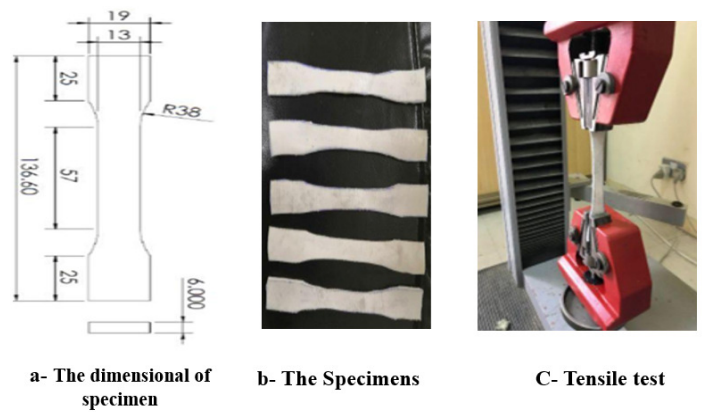 19
13
25
R38
136.60
57
25
6.000
a- The dimensional of
specimen
b- The Specimens
C- Tensile test